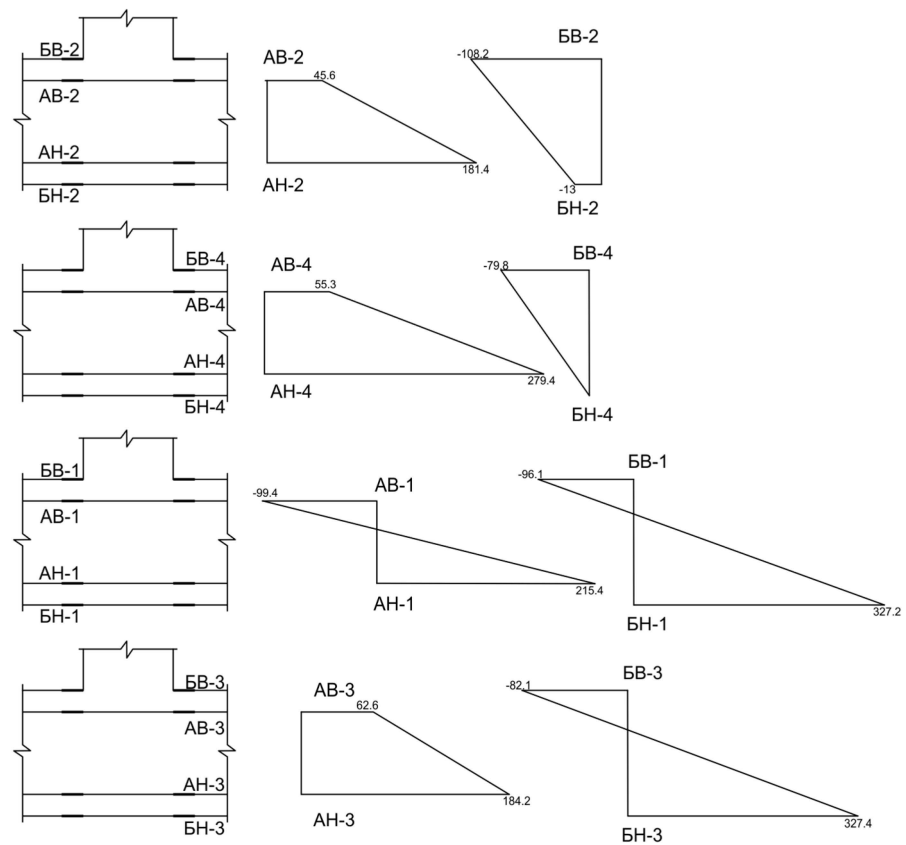 БВ-2
АВ-2
АН-2
БН-2
АВ-2
45.6
181.4
АН-2
БВ-2
-108.2
-13
БН-2
БВ-4
АВ-4
АН-4
БН-4
АВ-4
55.3
279.4
АН-4
БВ-4
-79.8
БН-4
БВ-1
АВ-1
АН-1
БН-1
АВ-1
-99.4
215.4
АН-1
БВ-1
-96.1
327.2
БН-1
БВ-3
АВ-3
АН-3
БН-3
АВ-3
62.6
184.2
АН-3
БВ-3
-82.1
327.4
БН-3